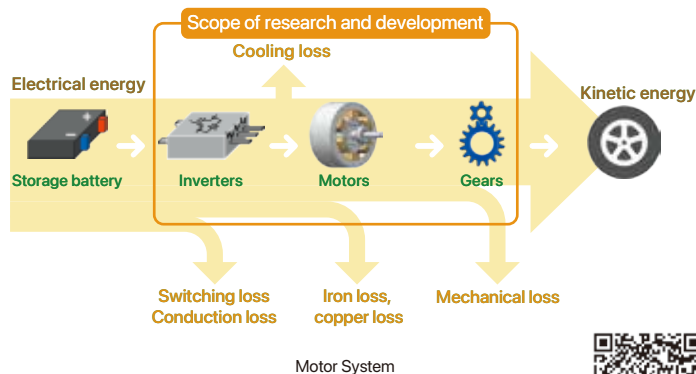 Scope of research and development
Cooling loss
Electrical energy
Kinetic energy
Storage battery
Inverters
Motors
Gears
Switching loss
Conduction loss
Iron loss,
copper loss
Mechanical loss
Motor System